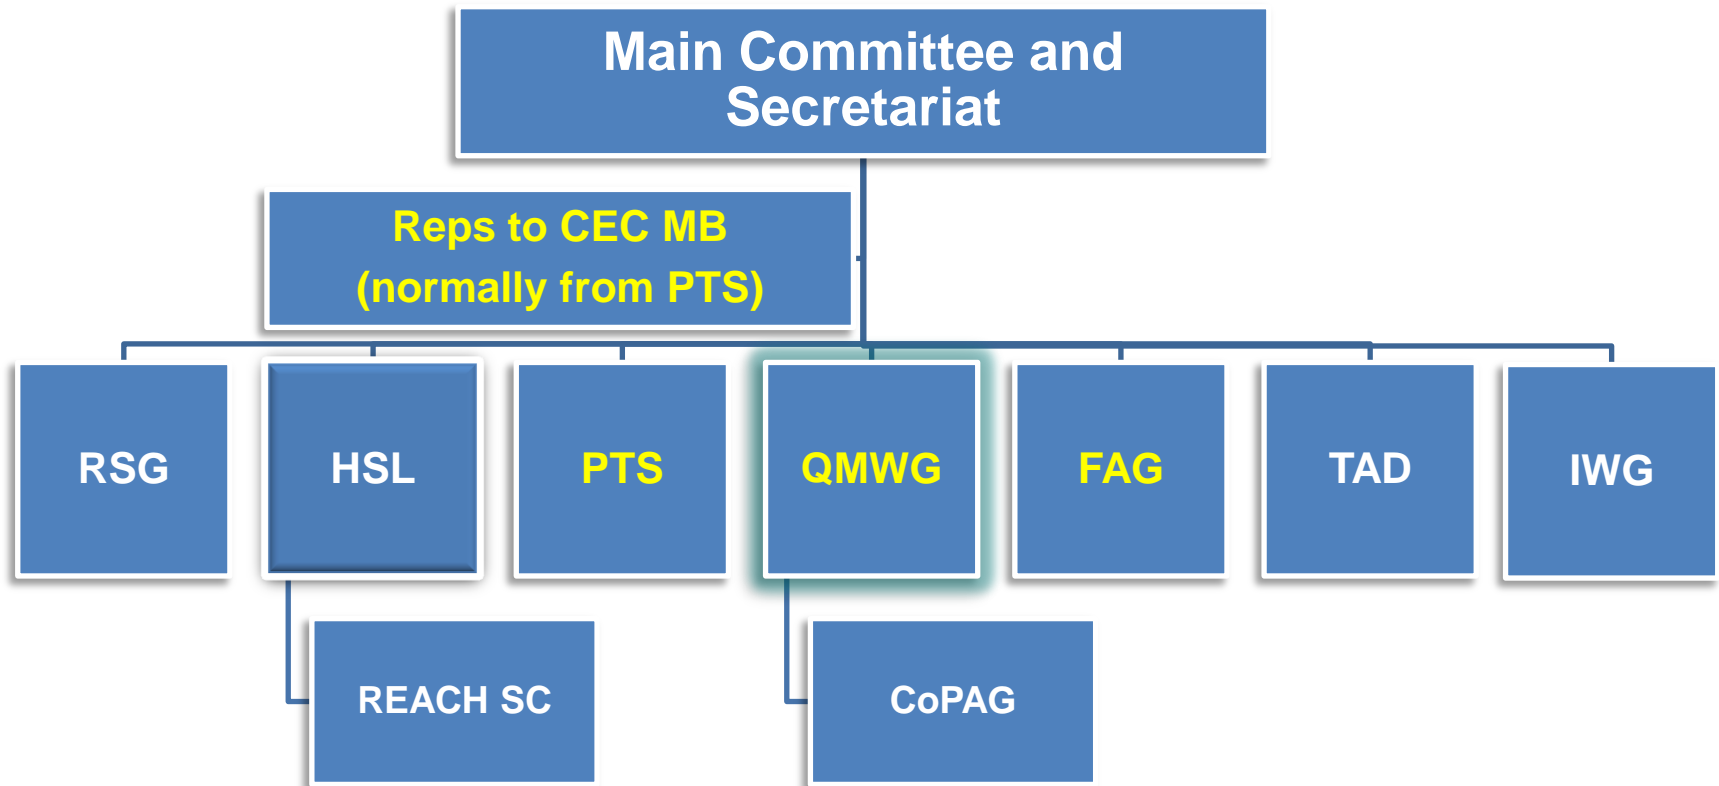 Main Committee and
Secretariat
Reps to CEC MB
(normally from PTS)
RSG
HSL
PTS
QMWG
FAG
TAD
IWG
REACH SC
CoPAG